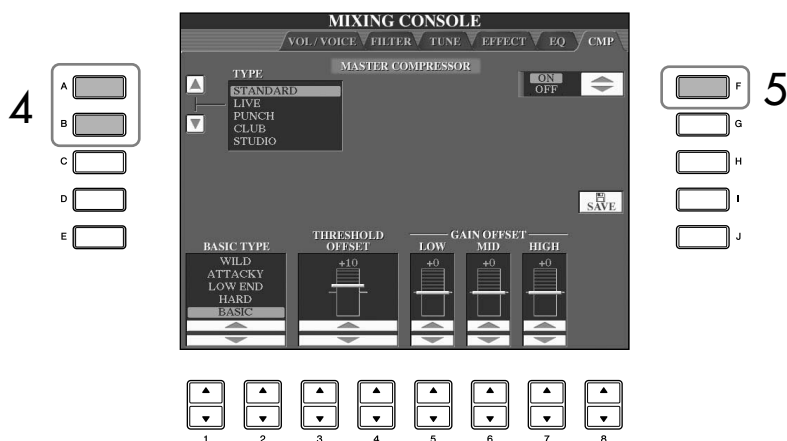 MIXING CONSOLE
VOL/VOICE FILTER TUNE EFFECT EQ CMP
MASTER COMPRESSOR
TYPE
STANDARD
LIVE
PUNCH
CLUB
STUDIO
ON
OFF
4
A
B
C
D
E
5
F
G
H
I
J
SAVE
BASIC TYPE
WILD
ATTACKY
LOW END
HARD
BASIC
THRESHOLD
OFFSET
+10
GAIN OFFSET
LOW MID HIGH
+0 +0 +0
1 2 3 4 5 6 7 8